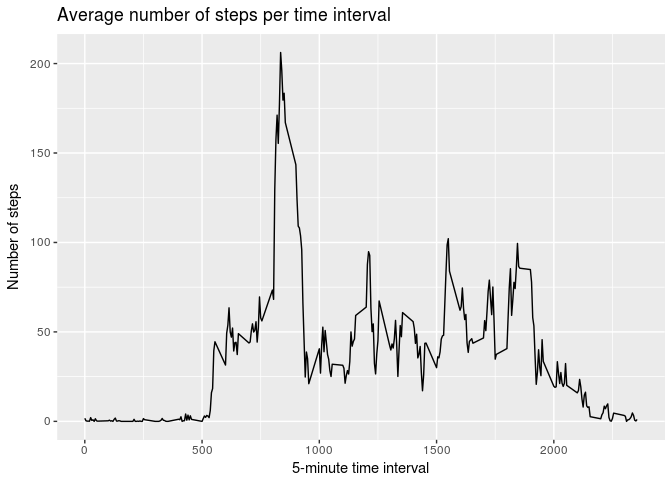 Average number of steps per time interval
200
150
100
50
0
Number of steps
0 500 1000 1500 2000
5-minute time interval